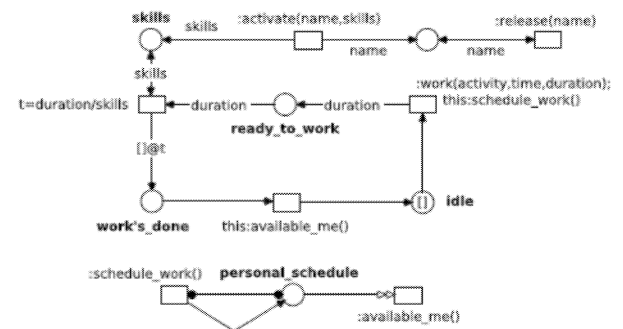 skills
skills
:activate(name,skills)
name
name
:release(name)
skills
t=duration/skills
duration
duration
ready_to_work
:work(activity,time,duration);
this:schedule_work()
[]@t
work's_done
this:available_me()
[]
idle
:schedule_work()
personal_schedule
:available_me()